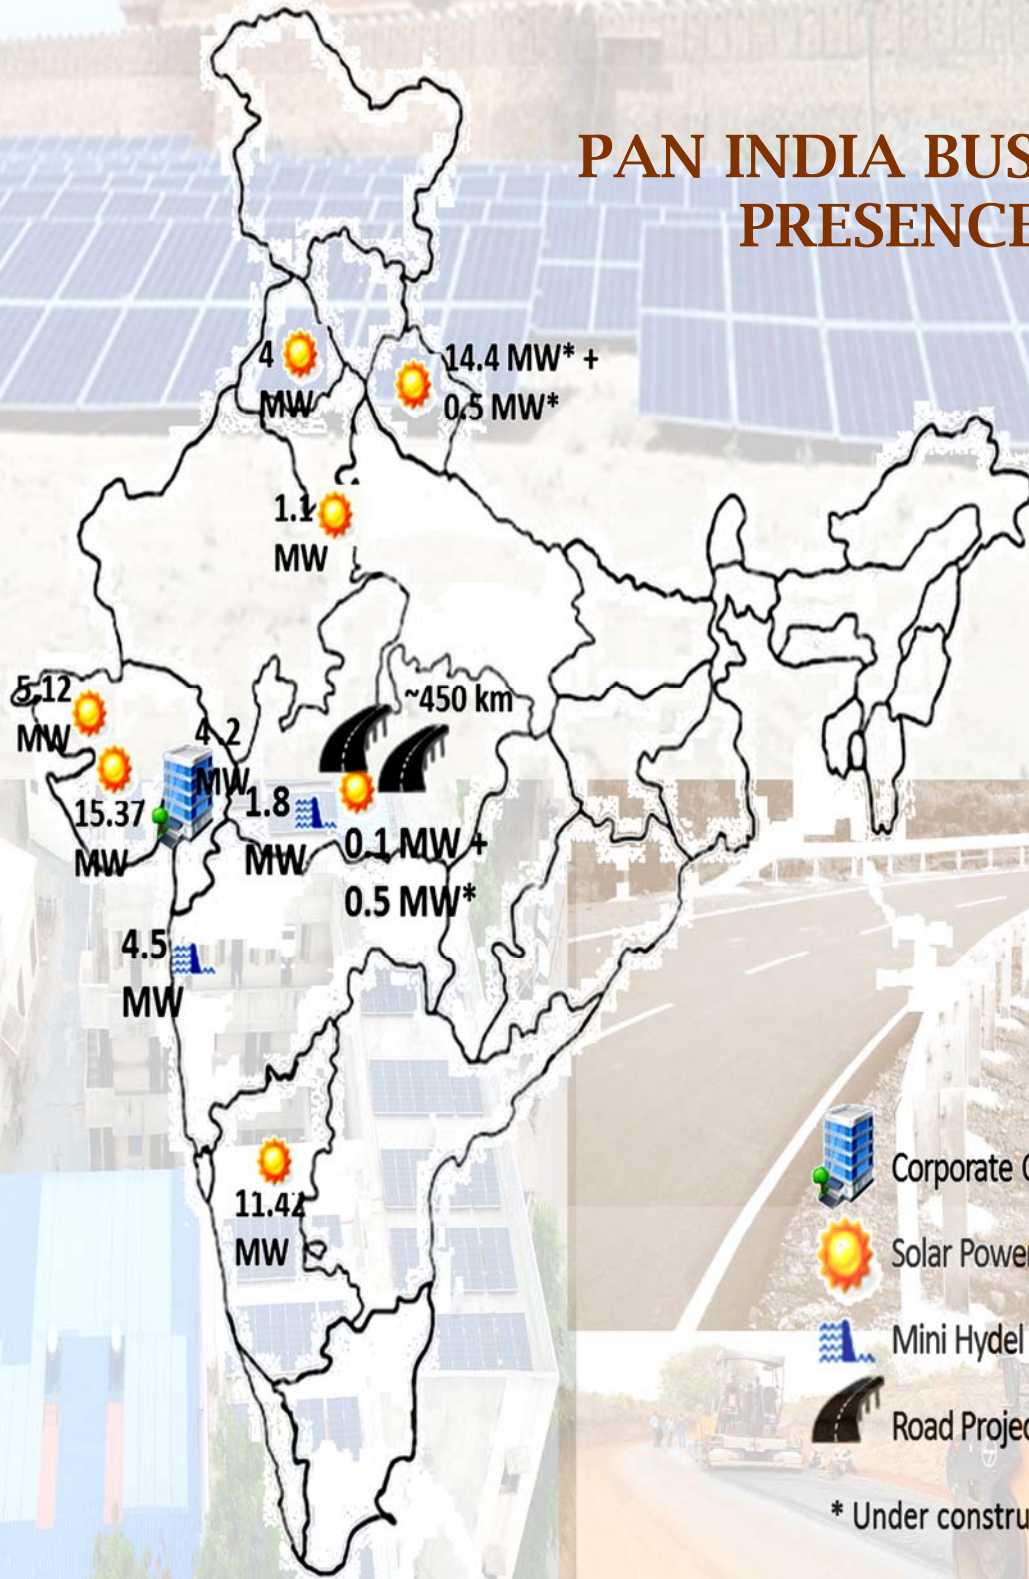 PAN INDIA BUS
PRESENCE
4
MW
14.4 MW* +
0.5 MW*
1.1
MW
5.12
MW
~450 km
4.2
MW
15.37
MW
1.8
MW
0.1 MW +
0.5 MW*
4.5
MW
11.42
MW
Corporate
Solar Power
Mini Hydel
Road Projec
* Under constru